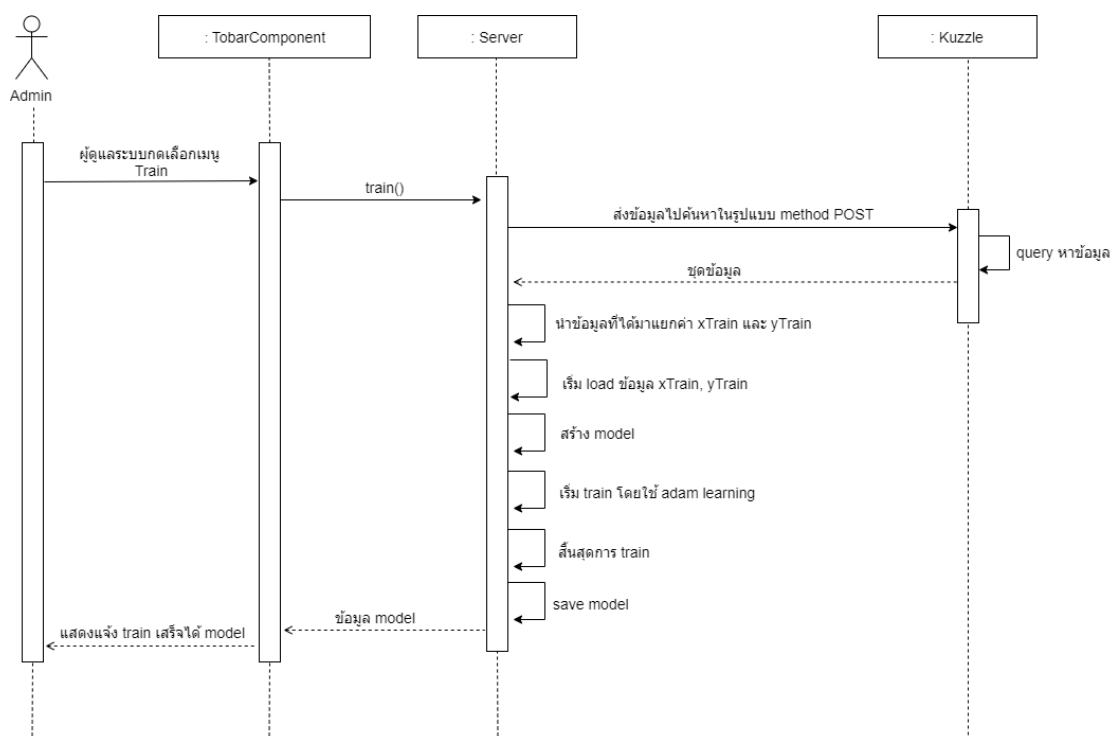 : TobarComponent
: Server
: Kuzzle
Admin
ผู้ดูแลระบบกดเลือกเมนู
Train
train()
ส่งข้อมูลไปค้นหาในรูปแบบ method POST
query หาข้อมูล
ชุดข้อมูล
นำข้อมูลที่ได้มาแยกค่า xTrain และ yTrain
เริ่ม load ข้อมูล xTrain, yTrain
สร้าง model
เริ่ม train โดยใช้ adam learning
สิ้นสุดการ train
save model
ข้อมูล model
แสดงแจ้ง train เสร็จได้ model